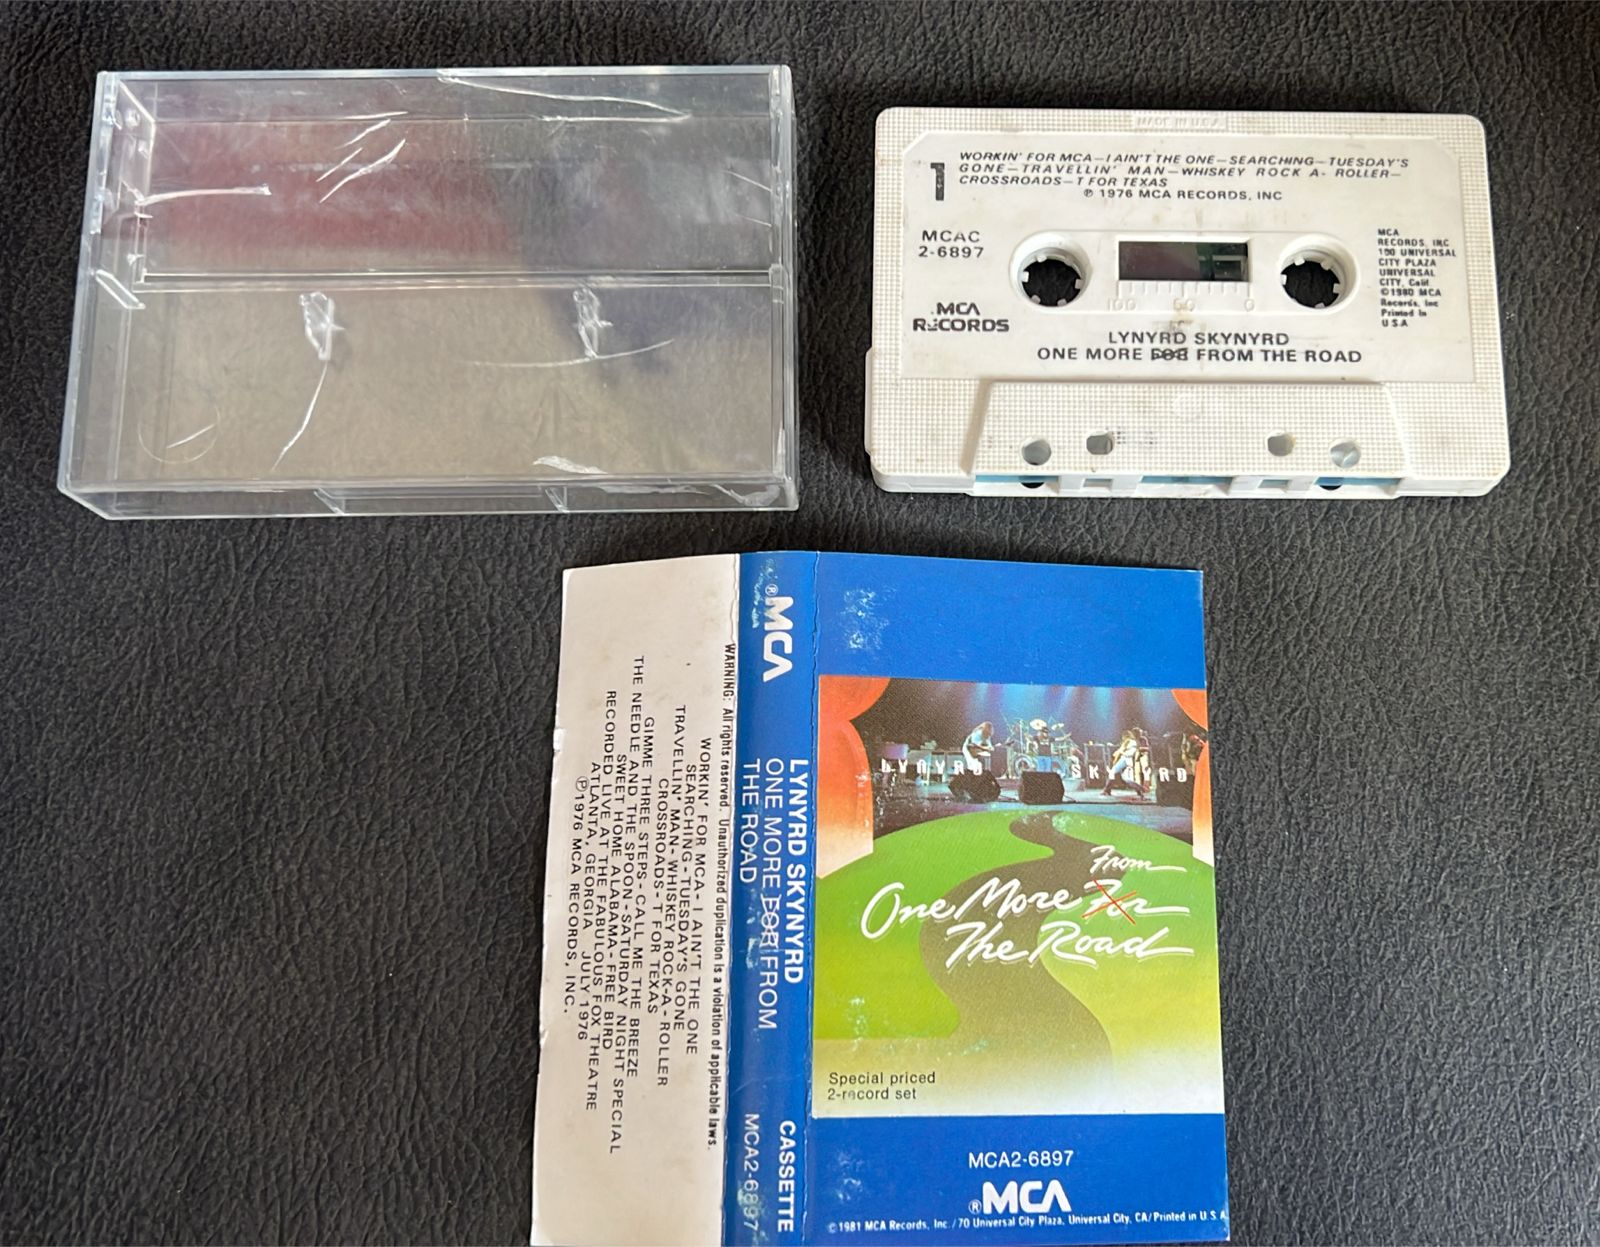 MADE IN U.S.A.
1
WORKIN' FOR MCA—I AIN'T THE ONE—SEARCHING—TUESDAY'S
GONE—TRAVELLIN' MAN—WHISKEY ROCK A- ROLLER—
CROSSROADS—T FOR TEXAS
℗ 1976 MCA RECORDS, INC
MCAC
2-6897
MCA
RECORDS
MCA
RECORDS, INC
100 UNIVERSAL
CITY PLAZA
UNIVERSAL
CITY, Calif.
©1980 MCA
Records, Inc
Printed in
U S A
100 50 0
LYNYRD SKYNYRD
ONE MORE FOR FROM THE ROAD
WARNING: All rights reserved. Unauthorized duplication is a violation of applicable laws.
WORKIN' FOR MCA-I AIN'T THE ONE
SEARCHING-TUESDAY'S GONE
TRAVELLIN' MAN-WHISKEY ROCK-A-ROLLER
CROSSROADS-T FOR TEXAS
GIMME THREE STEPS-CALL ME THE BREEZE
THE NEEDLE AND THE SPOON-SATURDAY NIGHT SPECIAL
SWEET HOME ALABAMA-FREE BIRD
RECORDED LIVE AT THE FABULOUS FOX THEATRE
ATLANTA, GEORGIA JULY 1976
℗1976 MCA RECORDS, INC.
®MCA
LYNYRD SKYNYRD
ONE MORE FOR FROM
THE ROAD
CASSETTE
MCA2-6897
LYNYRD SKYNYRD
From
One More For
The Road
Special priced
2-record set
MCA2-6897
®MCA
©1981 MCA Records, Inc./70 Universal City Plaza, Universal City, CA/Printed in U.S.A.